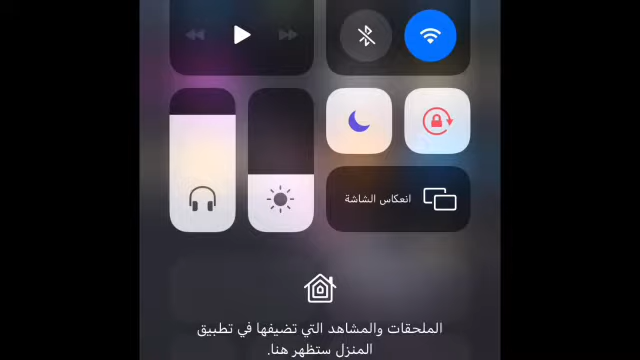 انعكاس الشاشة
الملحقات والمشاهد التي تضيفها في تطبيق
المنزل ستظهر هنا.